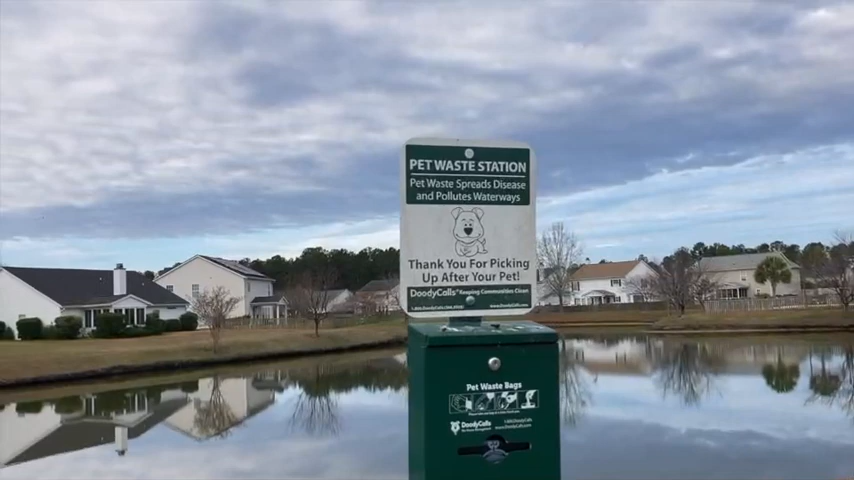 PET WASTE STATION
Pet Waste Spreads Disease
and Pollutes Waterways
Thank You For Picking
Up After Your Pet!
DoodyCalls Keeping Communities Clean
Pet Waste Bags
DoodyCalls